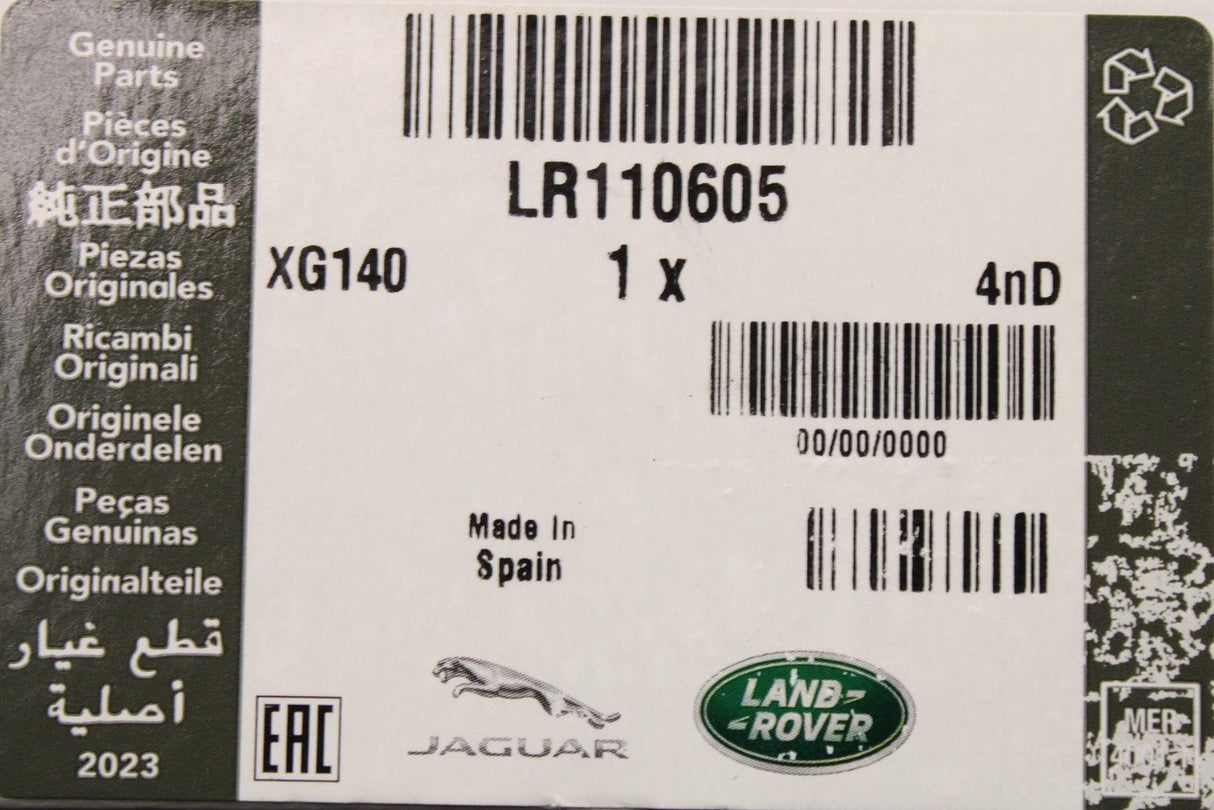 Genuine
Parts
Pièces
d'Origine
純正部品
Piezas
Originales
Ricambi
Originali
Originele
Onderdelen
Peças
Genuinas
Originalteile
قطع غيار
أصلية
2023
LR110605
XG140 1 x 4nD
00/00/0000
Made In
Spain
EAC
JAGUAR
LAND-
-ROVER
MER